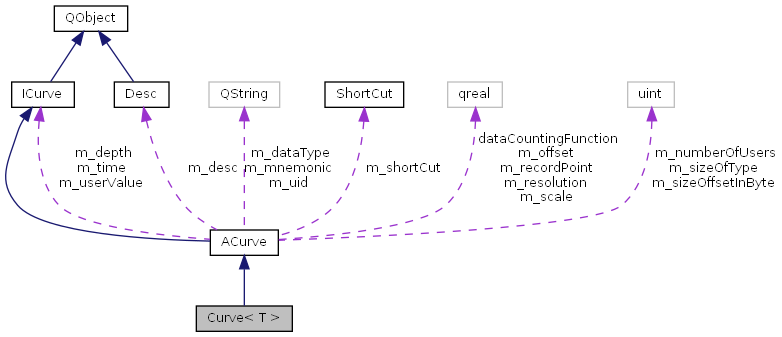 QObject
ICurve
Desc
QString
ShortCut
qreal
uint
m_depth
m_time
m_userValue
m_desc
m_dataType
m_mnemonic
m_uid
m_shortCut
dataCountingFunction
m_offset
m_recordPoint
m_resolution
m_scale
m_numberOfUsers
m_sizeOfType
m_sizeOffsetInByte
ACurve
Curve< T >